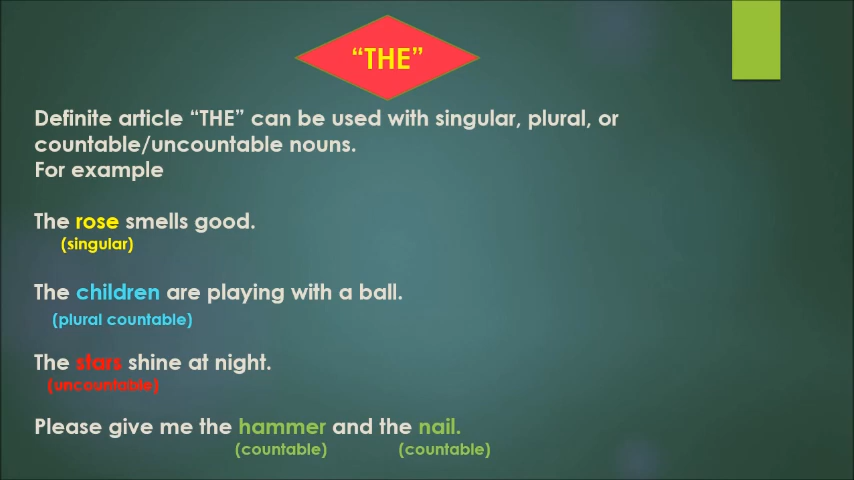 “THE”
Definite article “THE” can be used with singular, plural, or
countable/uncountable nouns.
For example
The rose smells good.
(singular)
The children are playing with a ball.
(plural countable)
The stars shine at night.
(uncountable)
Please give me the hammer and the nail.
(countable) (countable)